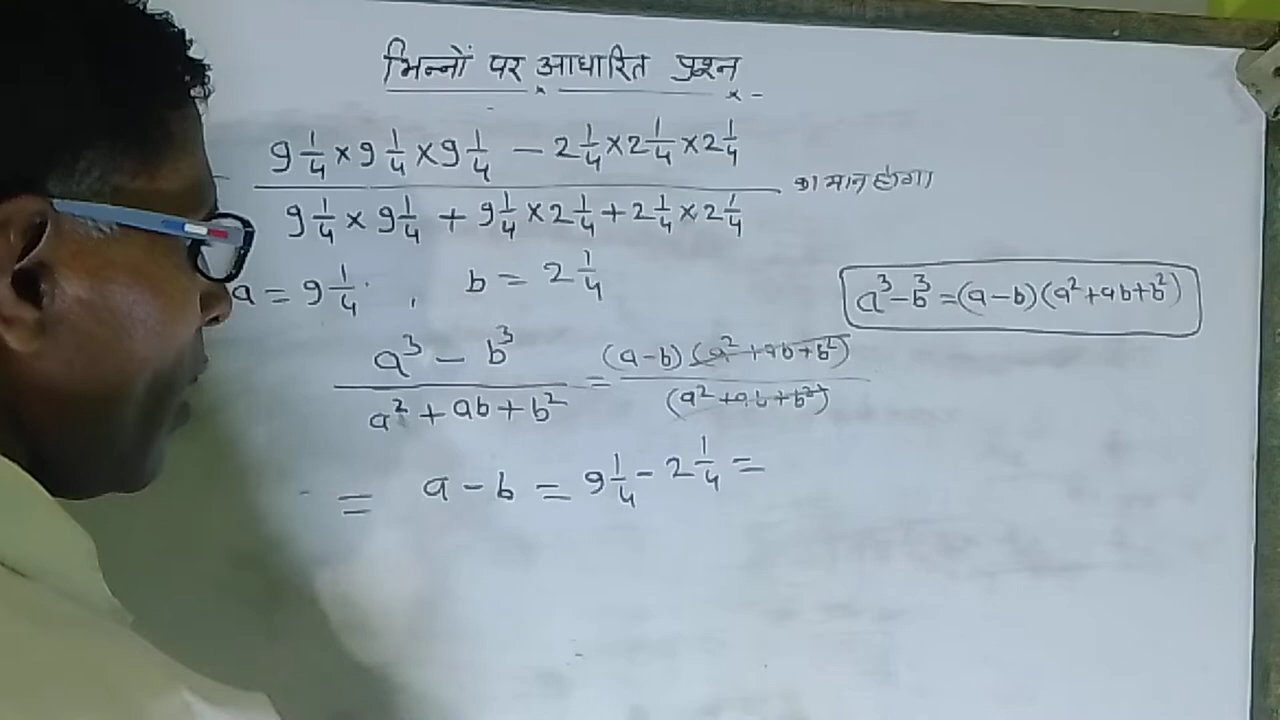 भिन्नों पर आधारित प्रश्न
9 1/4 × 9 1/4 × 9 1/4 − 2 1/4 × 2 1/4 × 2 1/4
9 1/4 × 9 1/4 + 9 1/4 × 2 1/4 + 2 1/4 × 2 1/4
का मान होगा
a = 9 1/4 , b = 2 1/4
a³ − b³ = (a − b)(a² + ab + b²)
a³ − b³ / a² + ab + b² = (a − b)(a² + ab + b²) / (a² + ab + b²)
= a − b = 9 1/4 − 2 1/4 =